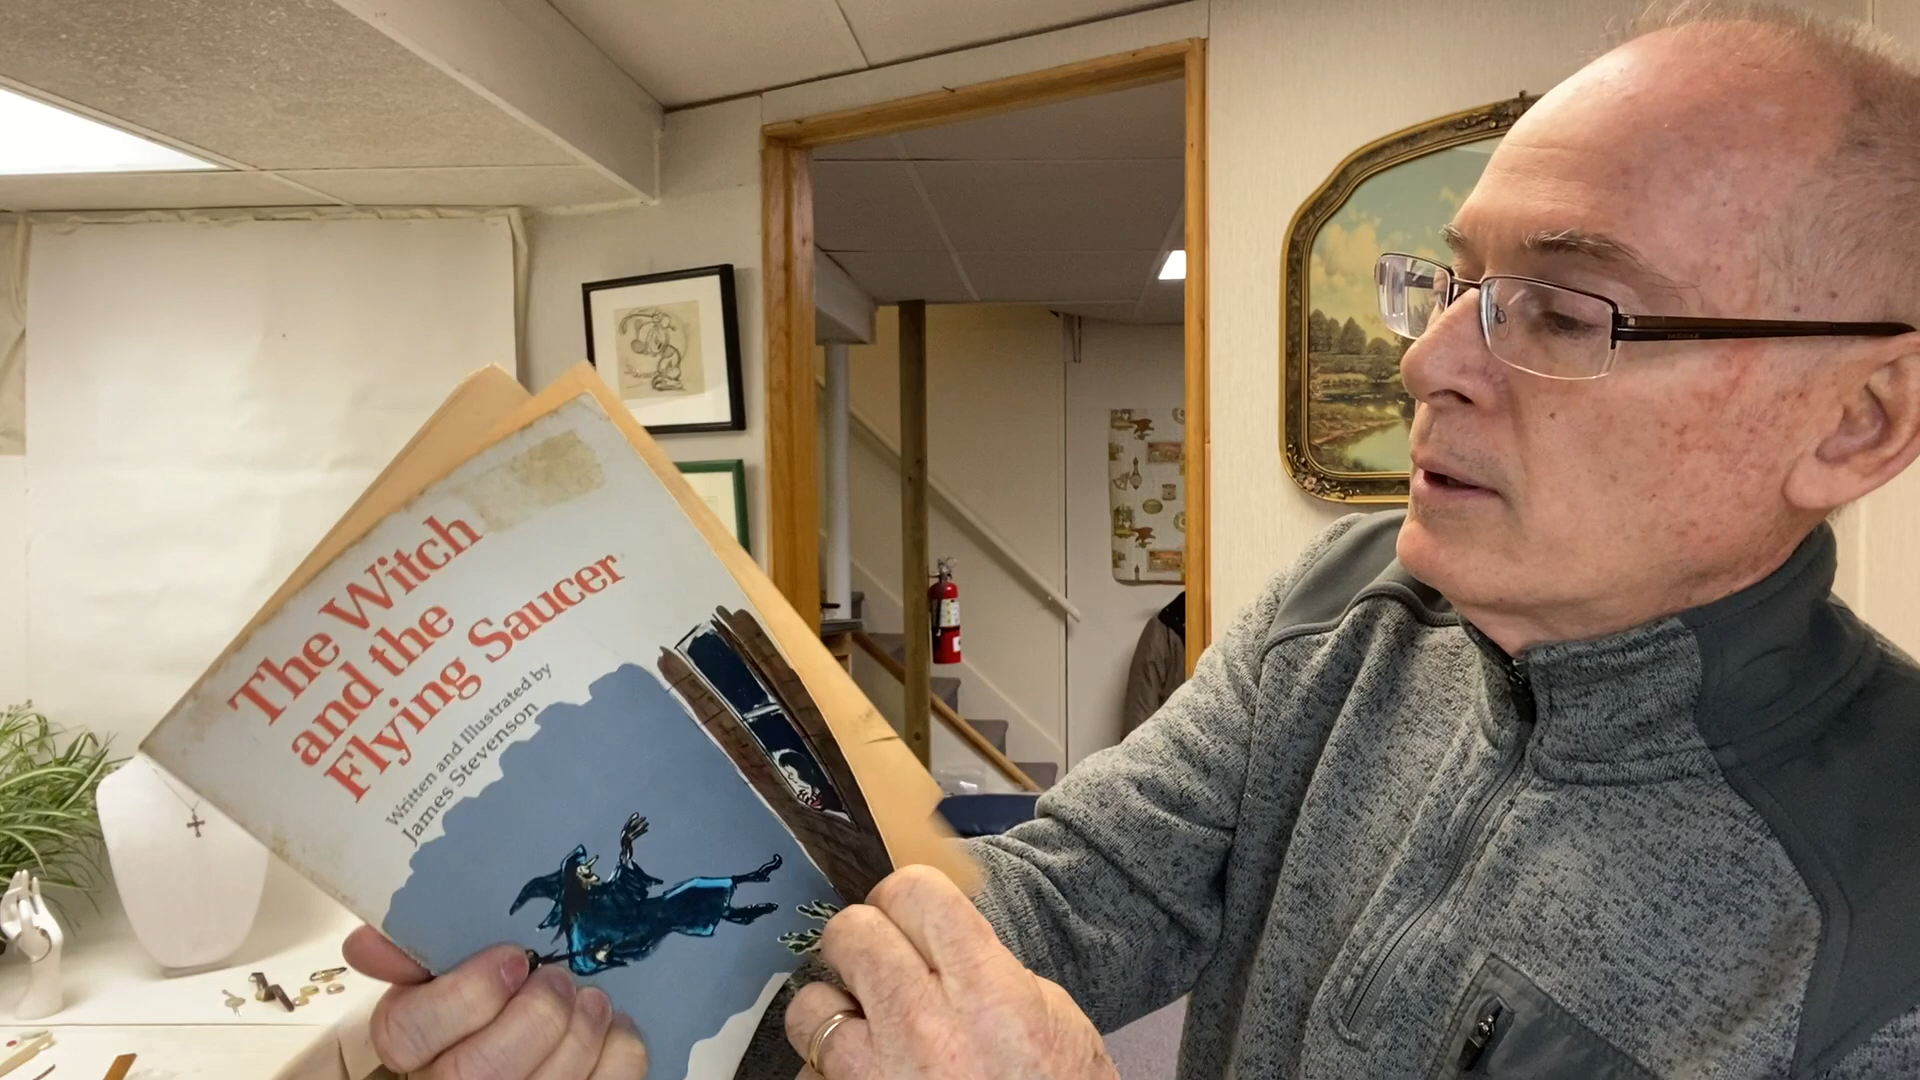 The Witch
and the
Flying Saucer
Written and Illustrated by
James Stevenson